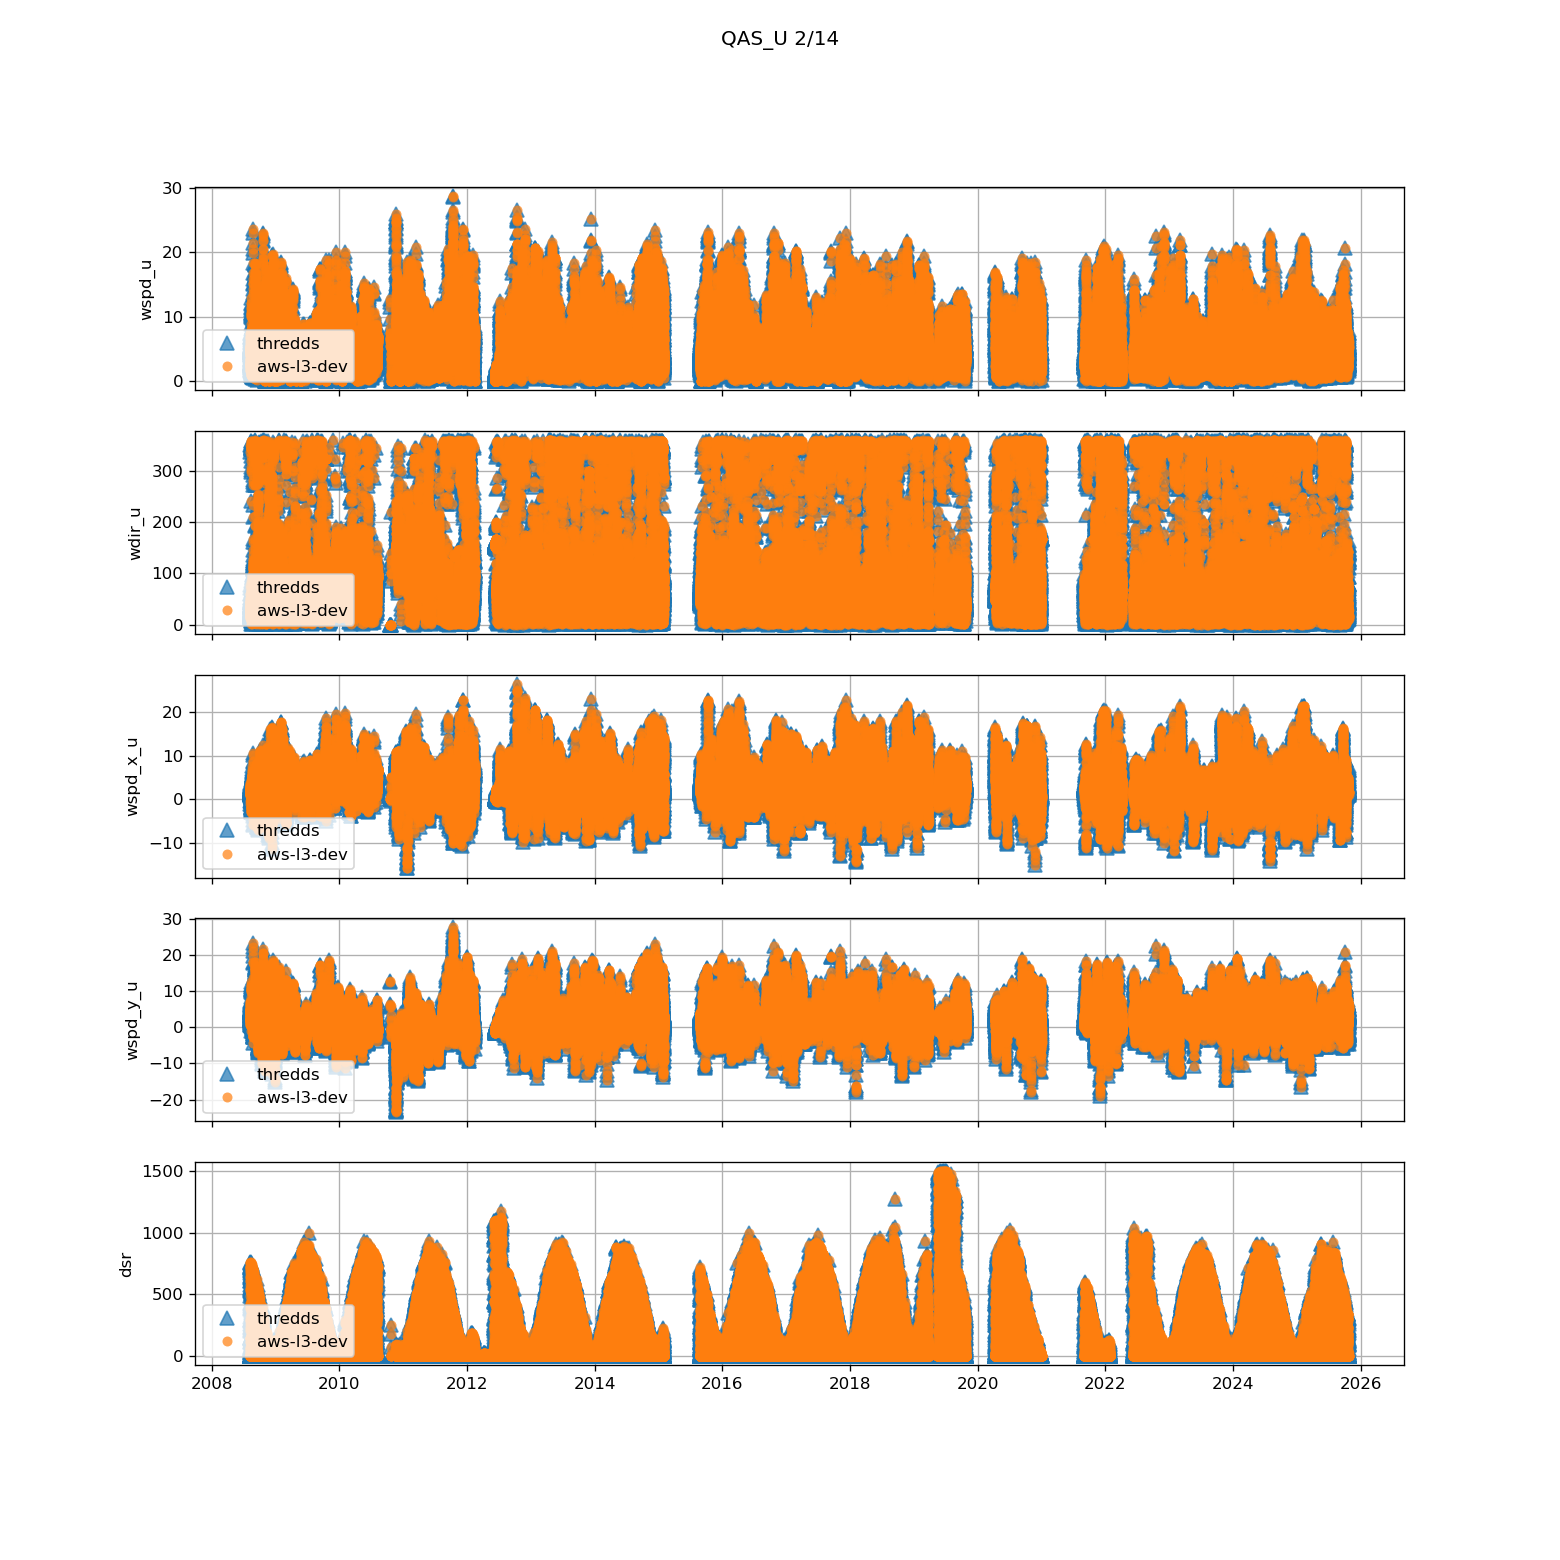 QAS_U 2/14
30
20
10
0
wspd_u
thredds
aws-l3-dev
300
200
100
0
wdir_u
thredds
aws-l3-dev
20
10
0
−10
wspd_x_u
thredds
aws-l3-dev
30
20
10
0
−10
−20
wspd_y_u
thredds
aws-l3-dev
1500
1000
500
0
dsr
thredds
aws-l3-dev
2008 2010 2012 2014 2016 2018 2020 2022 2024 2026